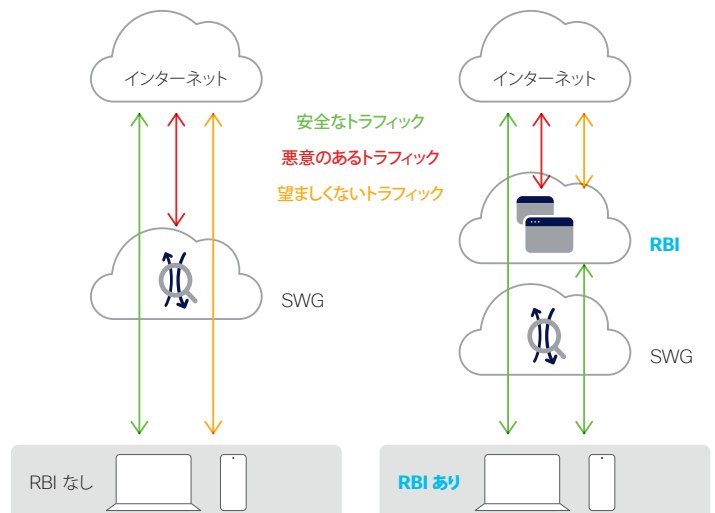 インターネット
インターネット
安全なトラフィック
悪意のあるトラフィック
望ましくないトラフィック
RBI
SWG
SWG
RBI なし
RBI あり